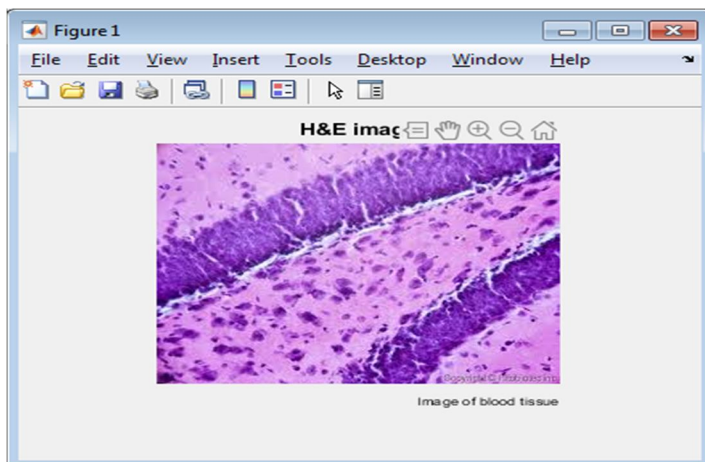 Figure 1
File Edit View Insert Tools Desktop Window Help
H&E imag
Image of blood tissue